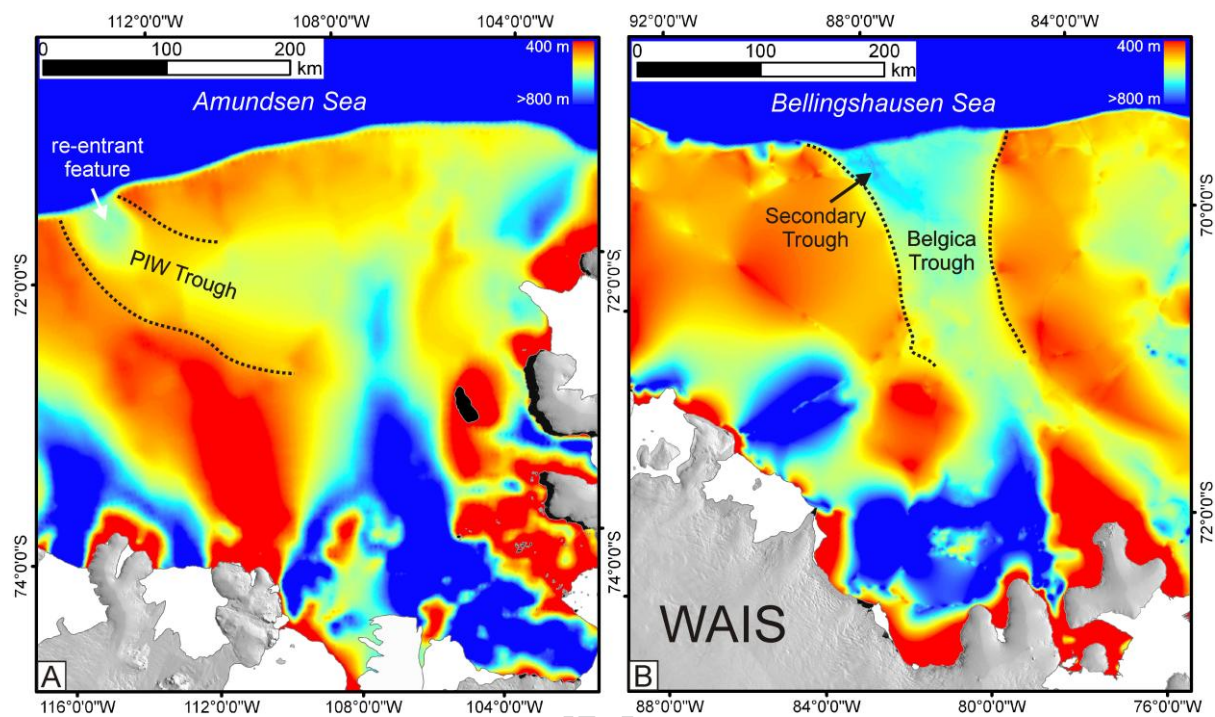 112°0'0"W
108°0'0"W
104°0'0"W
0
100
200
km
400 m
>800 m
Amundsen Sea
re-entrant
feature
PIW Trough
72°0'0"S
74°0'0"S
A
116°0'0"W
112°0'0"W
108°0'0"W
104°0'0"W
92°0'0"W
88°0'0"W
84°0'0"W
0
100
200
km
400 m
>800 m
Bellingshausen Sea
Secondary
Trough
Belgica
Trough
70°0'0"S
72°0'0"S
72°0'0"S
74°0'0"S
WAIS
B
88°0'0"W
84°0'0"W
80°0'0"W
76°0'0"W